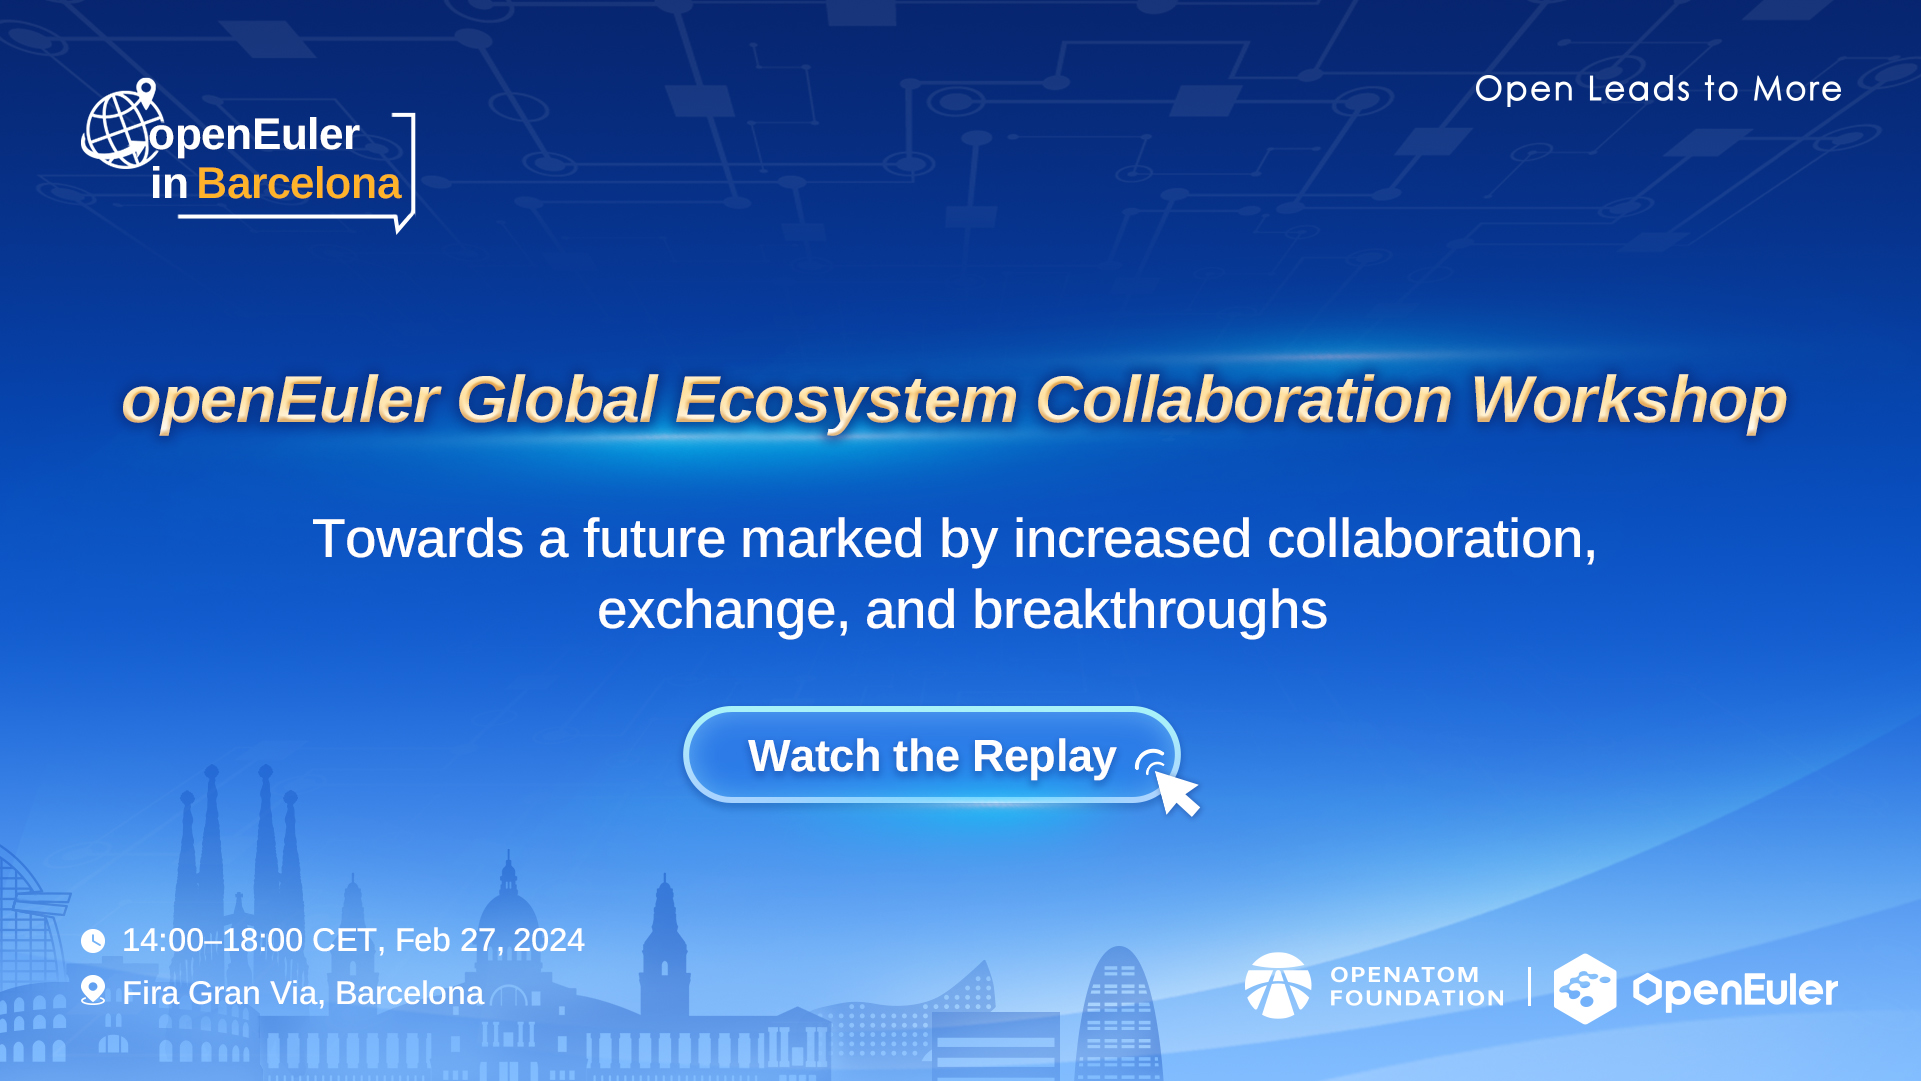 openEuler
in Barcelona
Open Leads to More
openEuler Global Ecosystem Collaboration Workshop
Towards a future marked by increased collaboration,
exchange, and breakthroughs
Watch the Replay
14:00–18:00 CET, Feb 27, 2024
Fira Gran Via, Barcelona
OPENATOM
FOUNDATION
openEuler